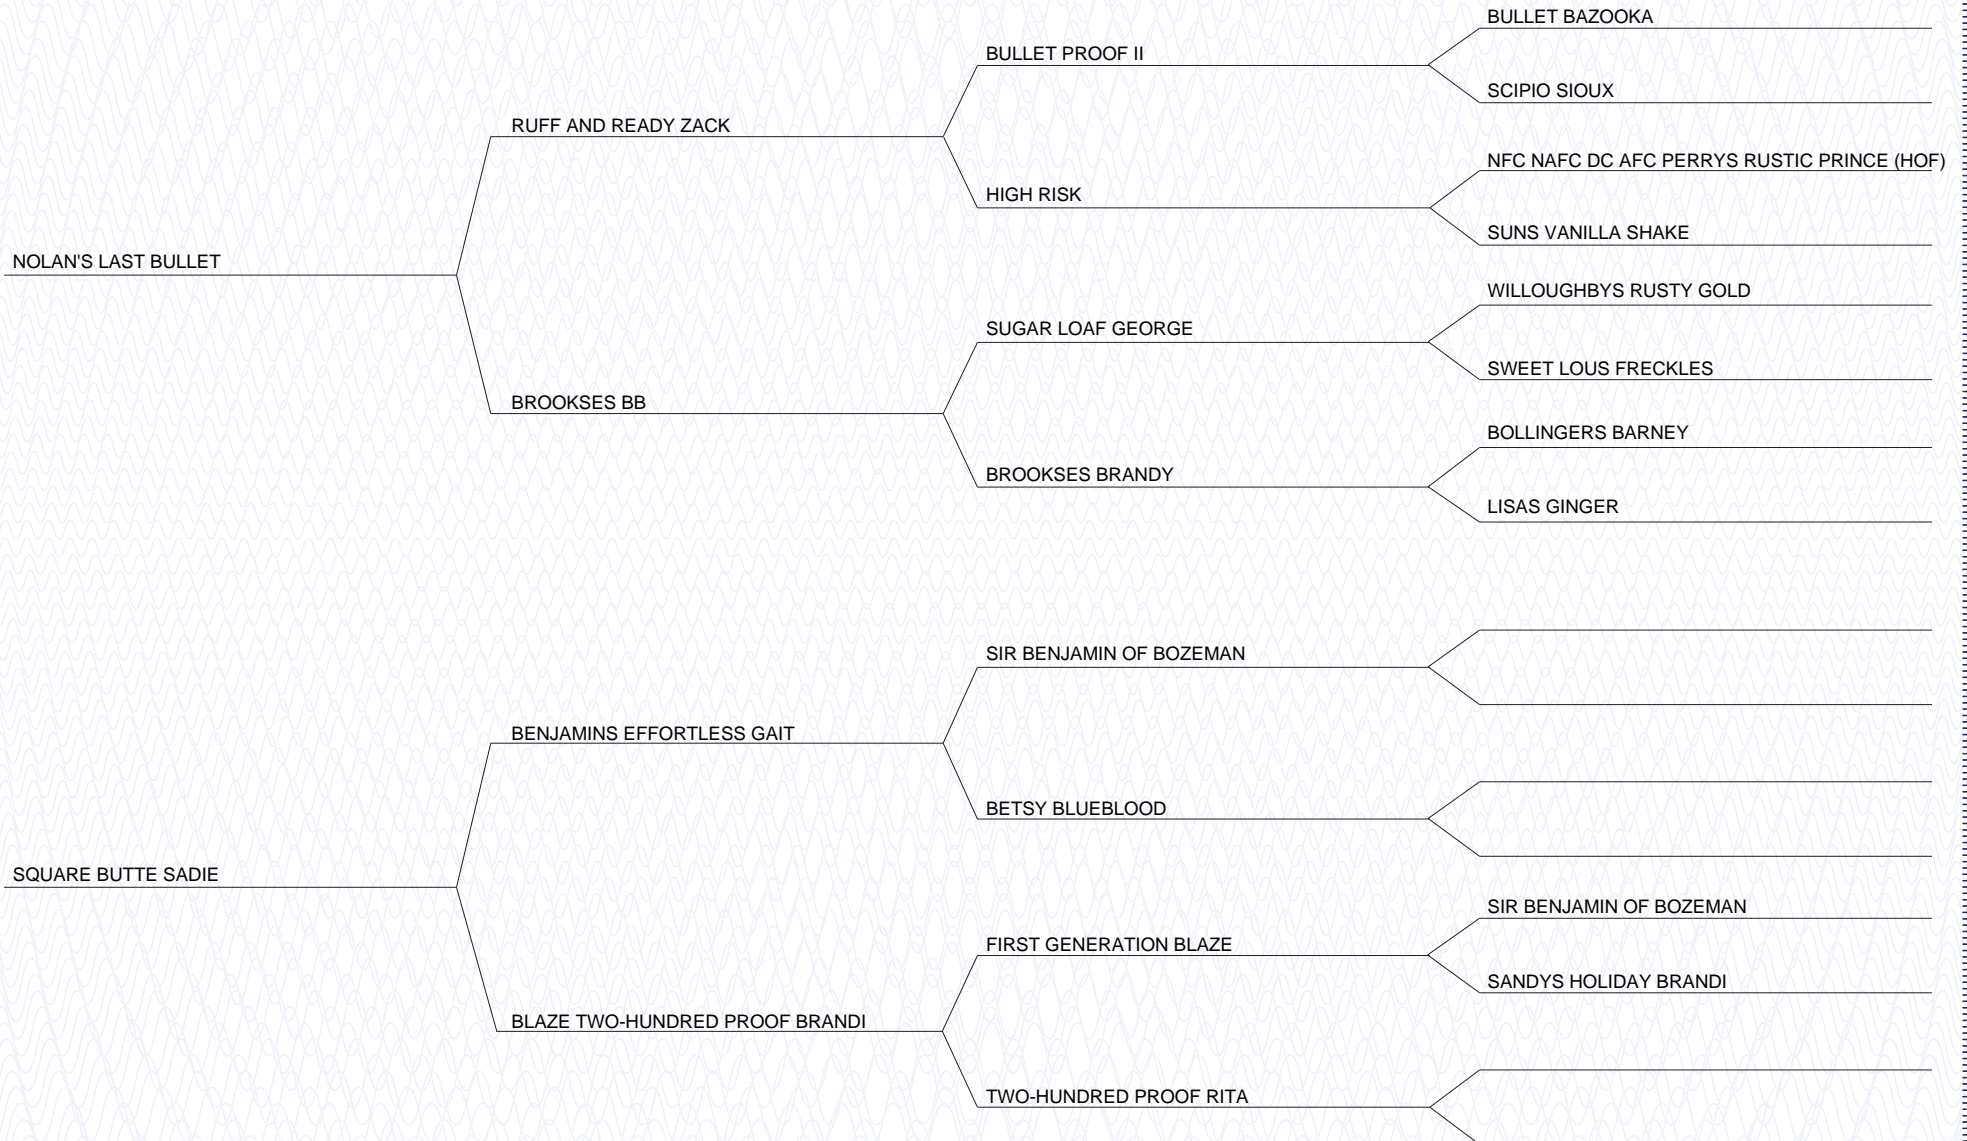 BULLET BAZOOKA
BULLET PROOF II
SCIPIO SIOUX
RUFF AND READY ZACK
NFC NAFC DC AFC PERRYS RUSTIC PRINCE (HOF)
HIGH RISK
SUNS VANILLA SHAKE
NOLAN'S LAST BULLET
WILLOUGHBYS RUSTY GOLD
SUGAR LOAF GEORGE
SWEET LOUS FRECKLES
BROOKSES BB
BOLLINGERS BARNEY
BROOKSES BRANDY
LISAS GINGER
SIR BENJAMIN OF BOZEMAN
BENJAMINS EFFORTLESS GAIT
BETSY BLUEBLOOD
SQUARE BUTTE SADIE
SIR BENJAMIN OF BOZEMAN
FIRST GENERATION BLAZE
SANDYS HOLIDAY BRANDI
BLAZE TWO-HUNDRED PROOF BRANDI
TWO-HUNDRED PROOF RITA